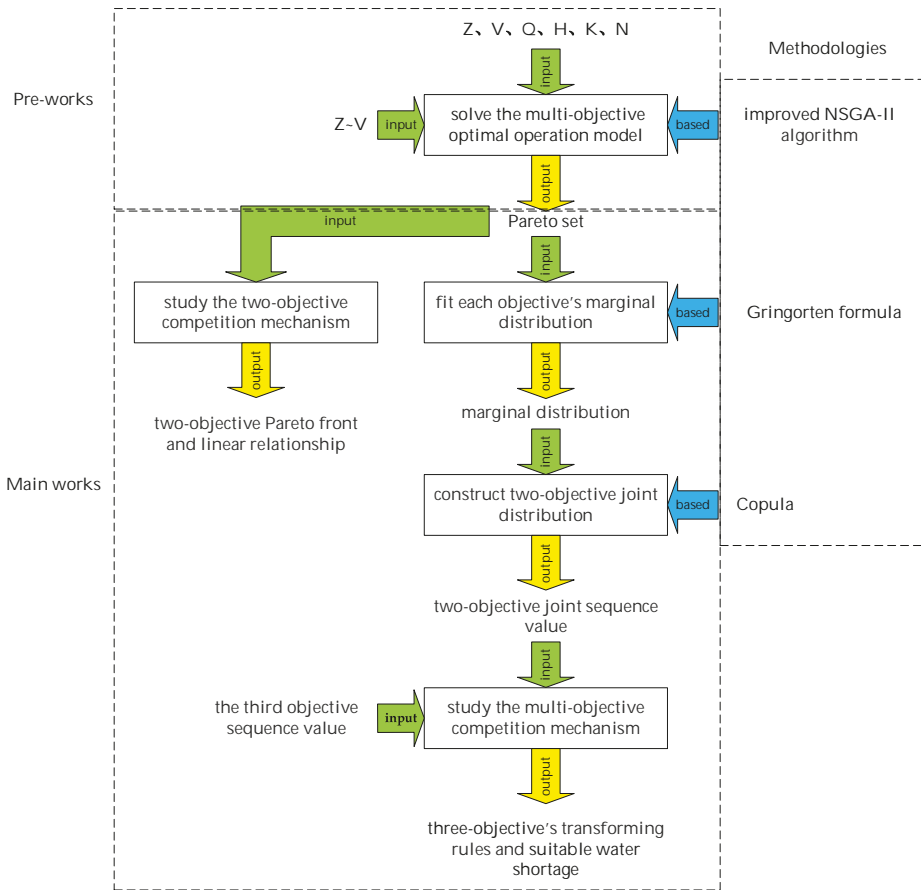 Z、V、Q、H、K、N
Methodologies
input
Pre-works
Z~V
input
solve the multi-objective
optimal operation model
based
improved NSGA-II
algorithm
output
input
Pareto set
input
study the two-objective
competition mechanism
fit each objective's marginal
distribution
based
Gringorten formula
output
output
two-objective Pareto front
and linear relationship
marginal distribution
input
Main works
construct two-objective joint
distribution
based
Copula
output
two-objective joint sequence
value
input
the third objective
sequence value
input
study the multi-objective
competition mechanism
output
three-objective's transforming
rules and suitable water
shortage